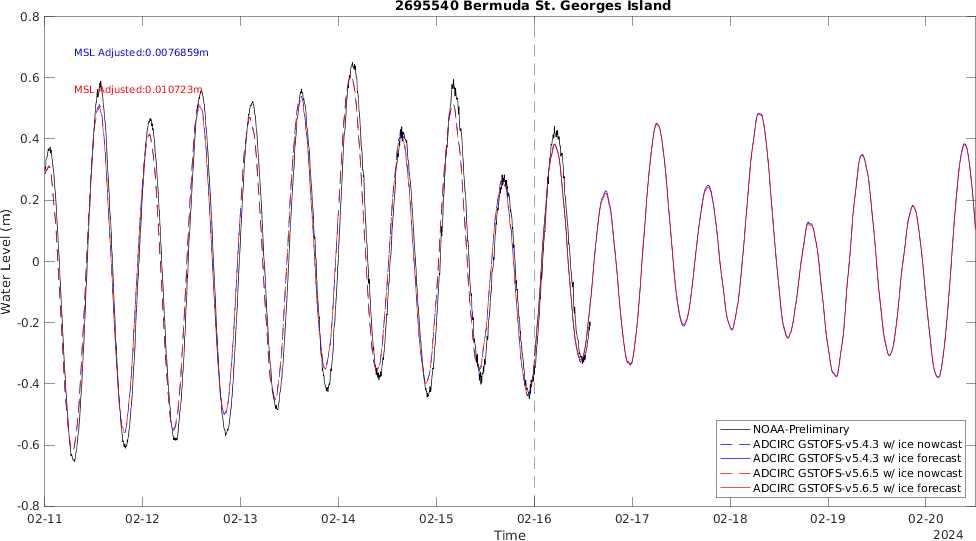 2695540 Bermuda St. Georges Island
0.8
0.6
0.4
0.2
0
-0.2
-0.4
-0.6
-0.8
Water Level (m)
MSL Adjusted:0.0076859m
MSL Adjusted:0.010723m
NOAA-Preliminary
ADCIRC GSTOFS-v5.4.3 w/ ice nowcast
ADCIRC GSTOFS-v5.4.3 w/ ice forecast
ADCIRC GSTOFS-v5.6.5 w/ ice nowcast
ADCIRC GSTOFS-v5.6.5 w/ ice forecast
02-11 02-12 02-13 02-14 02-15 02-16 02-17 02-18 02-19 02-20
Time
2024